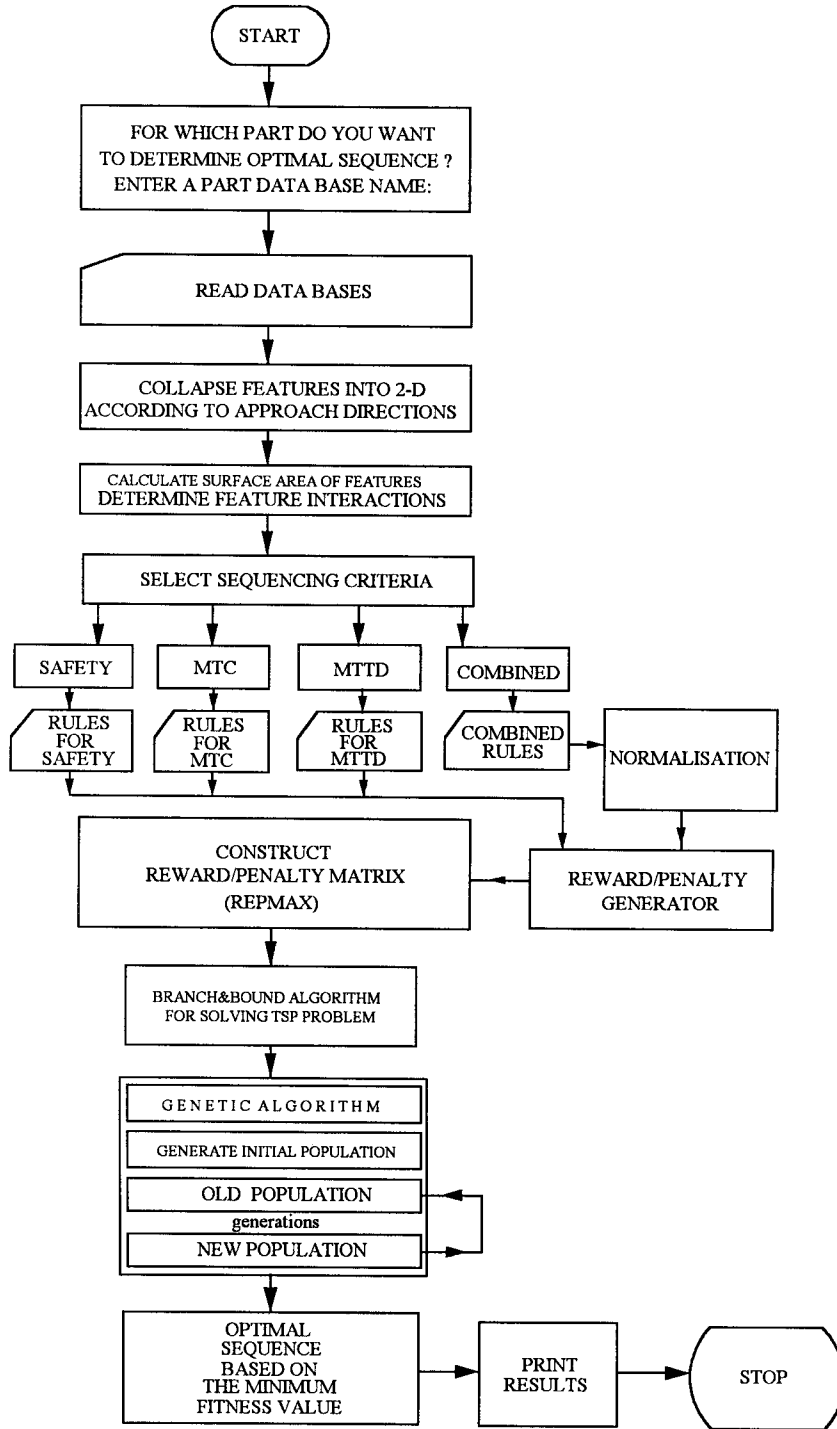 START
FOR WHICH PART DO YOU WANT
TO DETERMINE OPTIMAL SEQUENCE ?
ENTER A PART DATA BASE NAME:
READ DATA BASES
COLLAPSE FEATURES INTO 2-D
ACCORDING TO APPROACH DIRECTIONS
CALCULATE SURFACE AREA OF FEATURES
DETERMINE FEATURE INTERACTIONS
SELECT SEQUENCING CRITERIA
SAFETY
MTC
MTTD
COMBINED
RULES
FOR
SAFETY
RULES
FOR
MTC
RULES
FOR
MTTD
COMBINED
RULES
NORMALISATION
CONSTRUCT
REWARD/PENALTY MATRIX
(REPMAX)
REWARD/PENALTY
GENERATOR
BRANCH&BOUND ALGORITHM
FOR SOLVING TSP PROBLEM
GENETIC ALGORITHM
GENERATE INITIAL POPULATION
OLD POPULATION
generations
NEW POPULATION
OPTIMAL
SEQUENCE
BASED ON
THE MINIMUM
FITNESS VALUE
PRINT
RESULTS
STOP